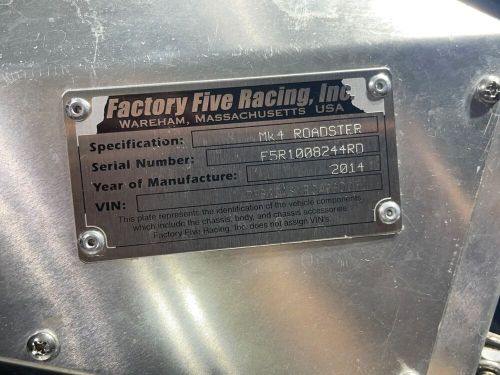 Factory Five Racing, Inc.
WAREHAM, MASSACHUSETTS USA
Specification: Mk4 ROADSTER
Serial Number: F5R1008244RD
Year of Manufacture: 2014
VIN:
This plate represents the identification of the vehicle components
which include the chassis, body, and chassis accessories.
Factory Five Racing, Inc. does not assign VIN's.